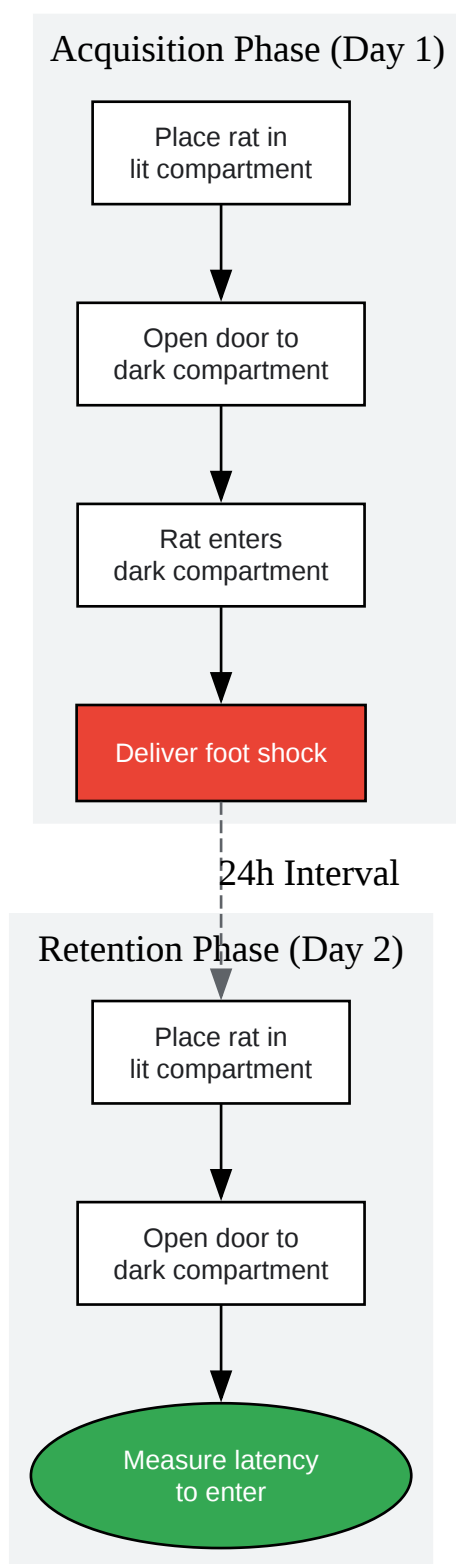 Acquisition Phase (Day 1)
Place rat in
lit compartment
Open door to
dark compartment
Rat enters
dark compartment
Deliver foot shock
24h Interval
Retention Phase (Day 2)
Place rat in
lit compartment
Open door to
dark compartment
Measure latency
to enter